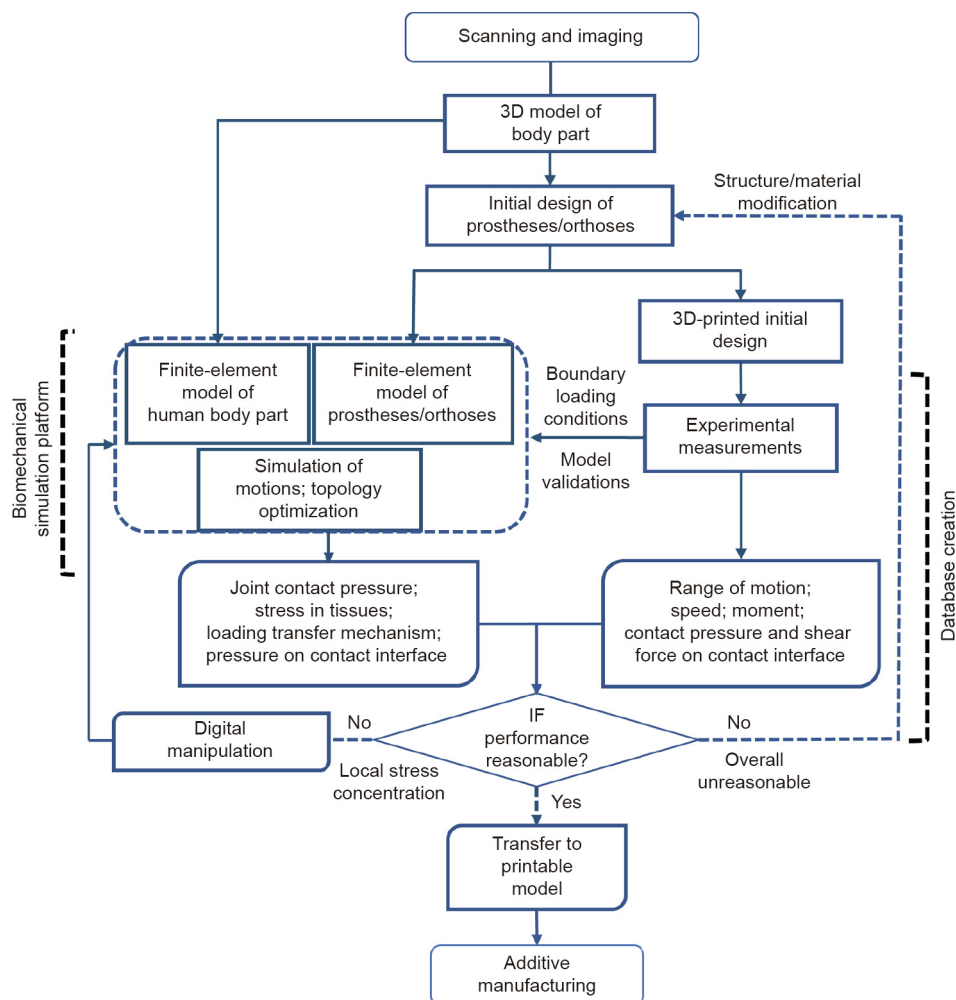 Scanning and imaging
3D model of
body part
Initial design of
prostheses/orthoses
Structure/material
modification
3D-printed initial
design
Biomechanical
simulation platform
Finite-element
model of
human body part
Finite-element
model of
prostheses/orthoses
Boundary
loading
conditions
Model
validations
Experimental
measurements
Simulation of
motions; topology
optimization
Database creation
Joint contact pressure;
stress in tissues;
loading transfer mechanism;
pressure on contact interface
Range of motion;
speed; moment;
contact pressure and shear
force on contact interface
Digital
manipulation
No
Local stress
concentration
IF
performance
reasonable?
No
Overall
unreasonable
Yes
Transfer to
printable
model
Additive
manufacturing